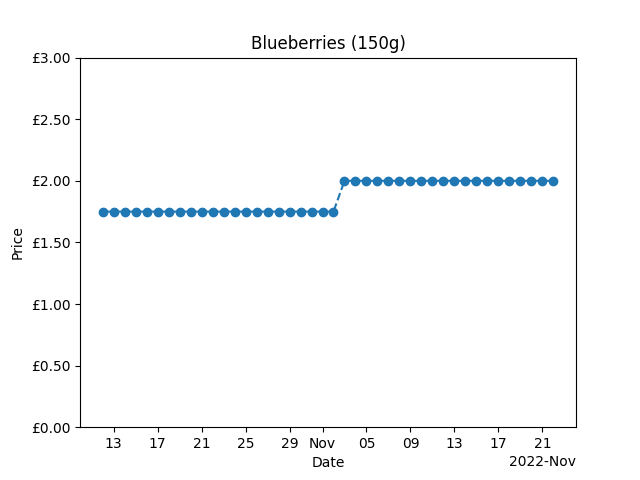 Blueberries (150g)
£3.00
£2.50
£2.00
£1.50
£1.00
£0.50
£0.00
Price
13 17 21 25 29 Nov 05 09 13 17 21
Date
2022-Nov